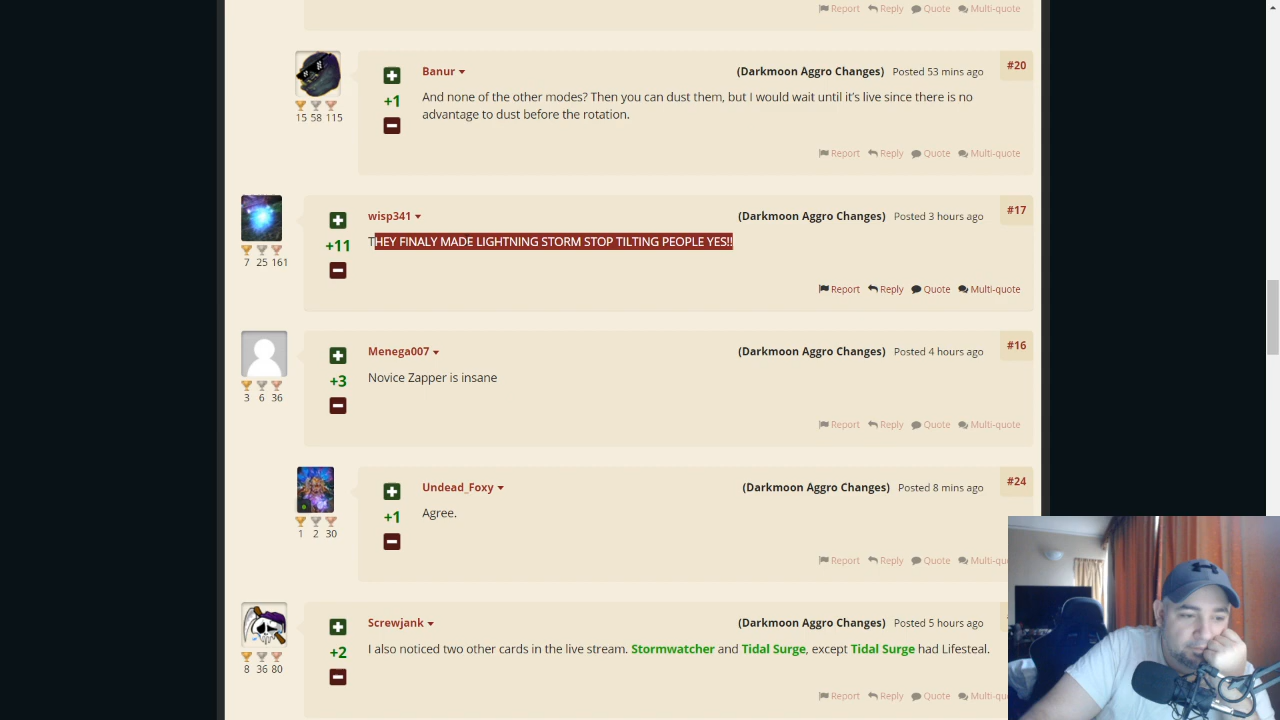 Report Reply Quote Multi-quote
Banur (Darkmoon Aggro Changes) Posted 53 mins ago #20
+1
And none of the other modes? Then you can dust them, but I would wait until it's live since there is no
advantage to dust before the rotation.
15 58 115
Report Reply Quote Multi-quote
wisp341 (Darkmoon Aggro Changes) Posted 3 hours ago #17
+11
THEY FINALY MADE LIGHTNING STORM STOP TILTING PEOPLE YES!!
7 25 161
Report Reply Quote Multi-quote
Menega007 (Darkmoon Aggro Changes) Posted 4 hours ago #16
+3
Novice Zapper is insane
3 6 36
Report Reply Quote Multi-quote
Undead_Foxy (Darkmoon Aggro Changes) Posted 8 mins ago #24
+1
Agree.
1 2 30
Report Reply Quote
Screwjank (Darkmoon Aggro Changes) Posted 5 hours ago
+2
I also noticed two other cards in the live stream. Stormwatcher and Tidal Surge, except Tidal Surge had Lifesteal.
8 36 80
Report Reply Quote